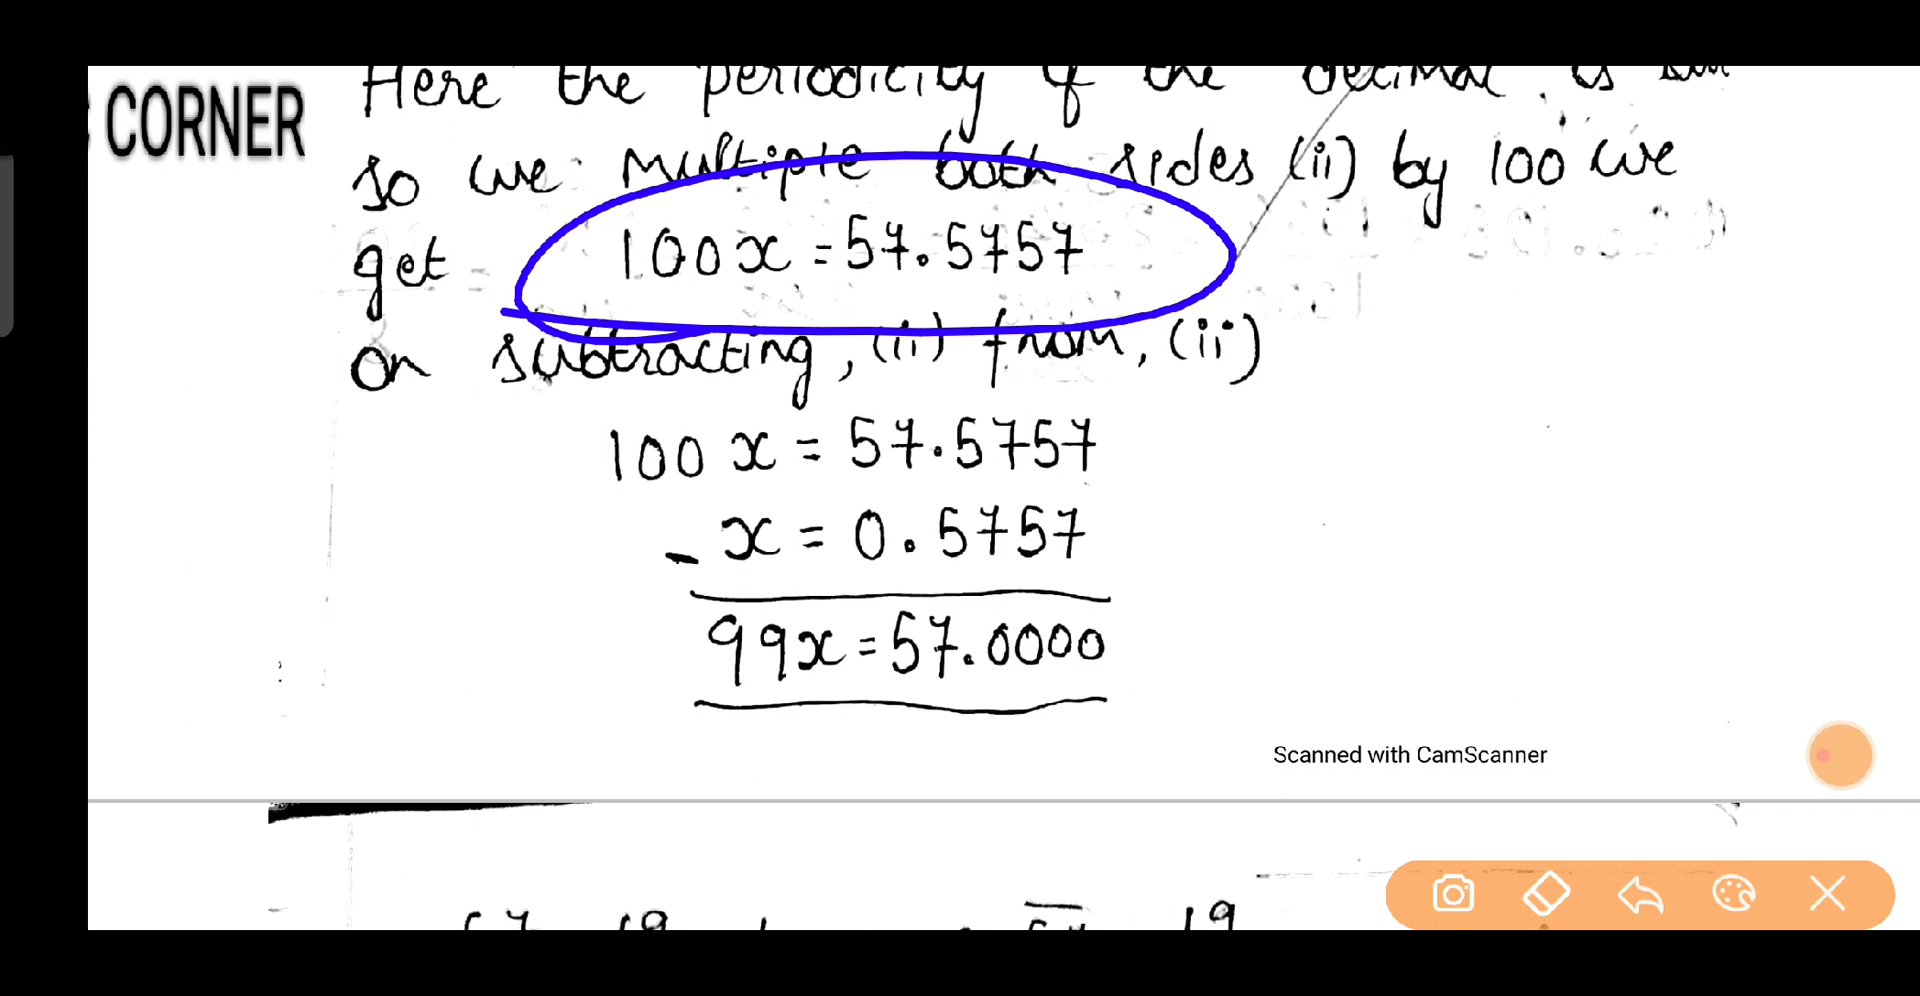 CORNER
Here the periodicity of the decimal is
so we multiple both sides (ii) by 100 we
get 100x = 57.5757
on subtracting, (ii) from, (ii)
100 x = 57.5757
- x = 0.5757
99x = 57.0000
Scanned with CamScanner